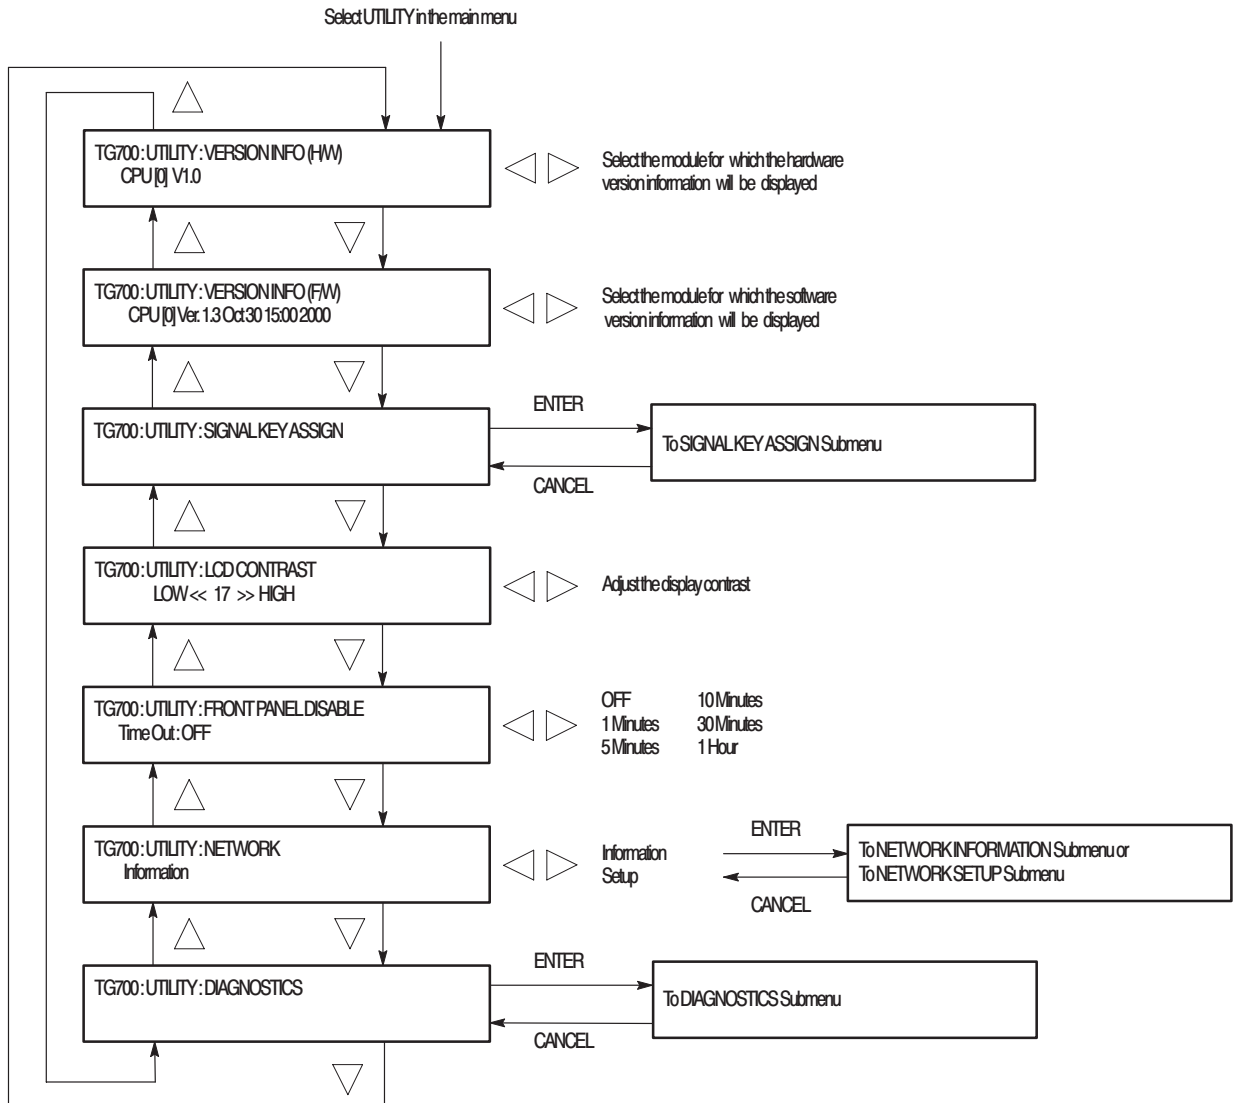 Select UTILITY in the main menu
TG700 : UTILITY : VERSION INFO (H/W)
CPU [0] V1.0
Select the module for which the hardware
version information will be displayed
TG700 : UTILITY : VERSION INFO (F/W)
CPU [0] Ver. 1.3 Oct 30 15:00 2000
Select the module for which the software
version information will be displayed
TG700 : UTILITY : SIGNAL KEY ASSIGN
ENTER
To SIGNAL KEY ASSIGN Submenu
CANCEL
TG700 : UTILITY : LCD CONTRAST
LOW << 17 >> HIGH
Adjust the display contrast
TG700 : UTILITY : FRONT PANEL DISABLE
Time Out : OFF
OFF 10 Minutes
1 Minutes 30 Minutes
5 Minutes 1 Hour
TG700 : UTILITY : NETWORK
Information
Information
Setup
ENTER
To NETWORK INFORMATION Submenu or
To NETWORK SETUP Submenu
CANCEL
TG700 : UTILITY : DIAGNOSTICS
ENTER
To DIAGNOSTICS Submenu
CANCEL